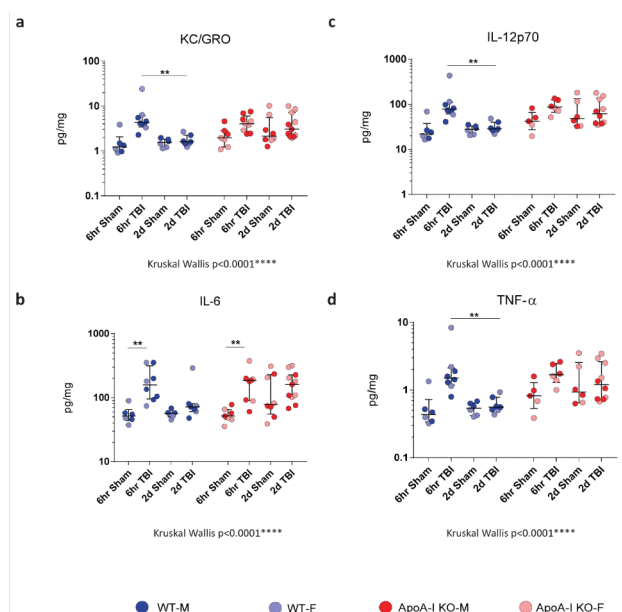 a
KC/GRO
pg/mg
100
10
1
0.1
**
6hr Sham
6hr TBI
2d Sham
2d TBI
6hr Sham
6hr TBI
2d Sham
2d TBI
Kruskal Wallis p<0.0001****
b
IL-6
pg/mg
1000
100
10
**
**
6hr Sham
6hr TBI
2d Sham
2d TBI
6hr Sham
6hr TBI
2d Sham
2d TBI
Kruskal Wallis p<0.0001****
c
IL-12p70
pg/mg
1000
100
10
1
**
6hr Sham
6hr TBI
2d Sham
2d TBI
6hr Sham
6hr TBI
2d Sham
2d TBI
Kruskal Wallis p<0.0001****
d
TNF-α
pg/mg
10
1
0.1
**
6hr Sham
6hr TBI
2d Sham
2d TBI
6hr Sham
6hr TBI
2d Sham
2d TBI
Kruskal Wallis p<0.0001****
WT-M WT-F ApoA-I KO-M ApoA-I KO-F